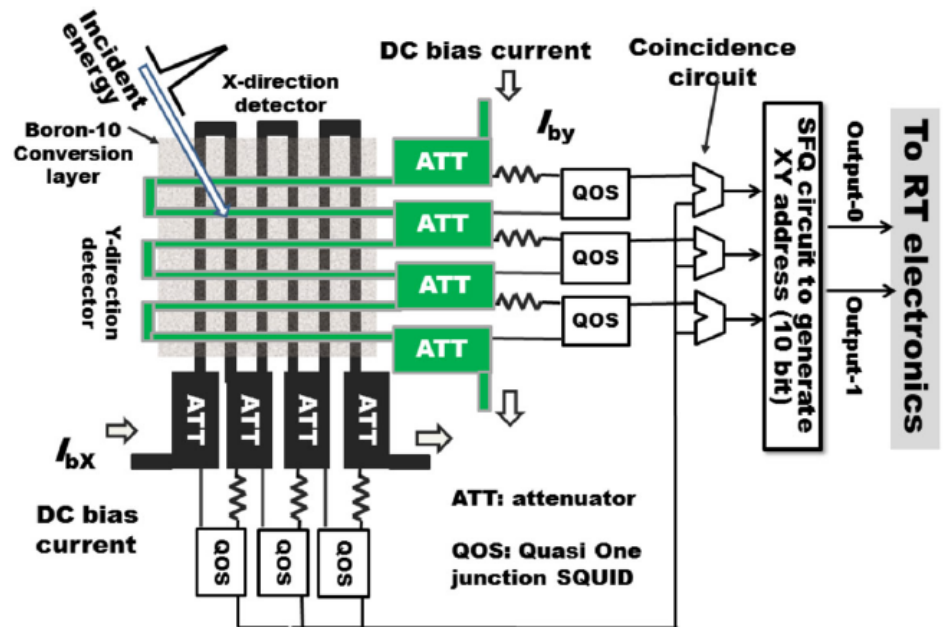 Incident
energy
X-direction
detector
DC bias current
Coincidence
circuit
Boron-10
Conversion
layer
Iby
ATT
QOS
ATT
QOS
ATT
QOS
ATT
Y-direction
detector
SFQ circuit to generate
XY address (10 bit)
Output-0
Output-1
To RT electronics
ATT
ATT
ATT
ATT
IbX
DC bias
current
QOS
QOS
QOS
ATT: attenuator
QOS: Quasi One
junction SQUID